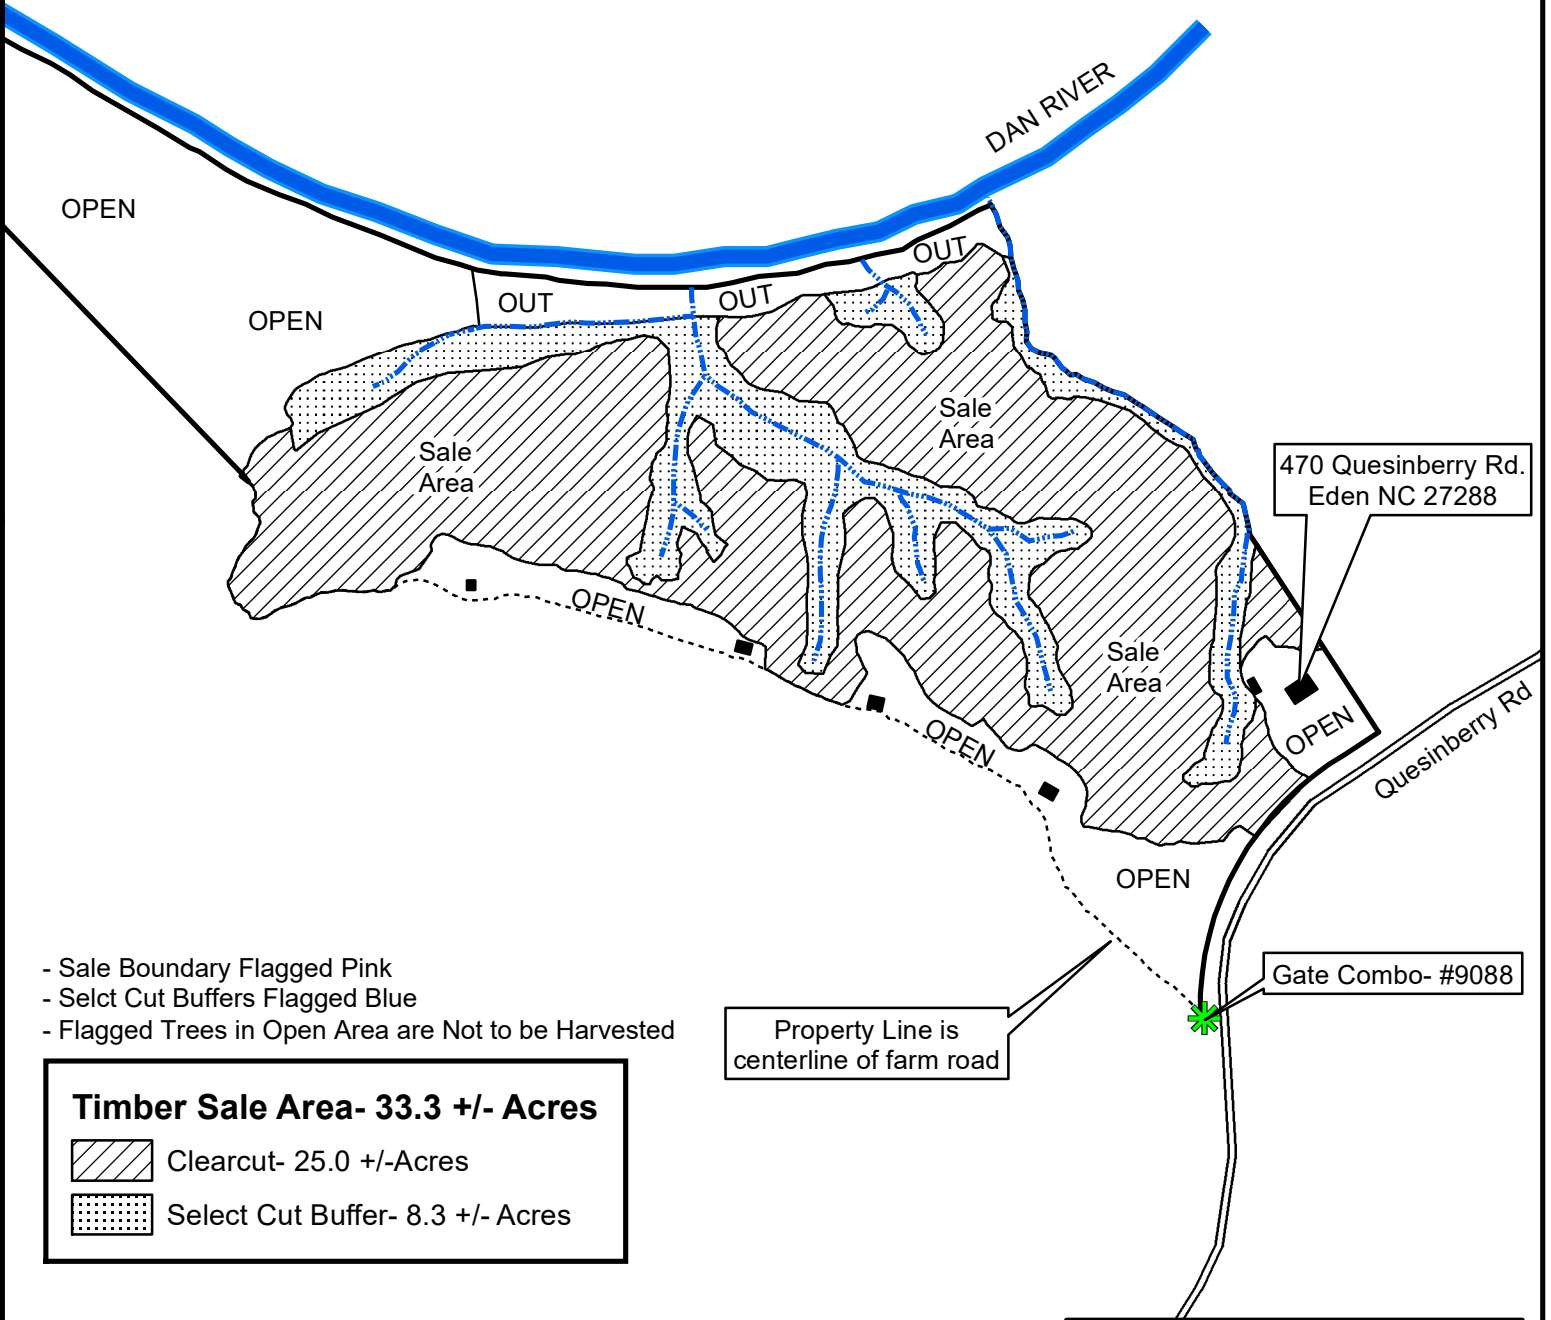 DAN RIVER
OPEN
OUT
OPEN
OUT
OUT
Sale
Area
Sale
Area
470 Quesinberry Rd.
Eden NC 27288
OPEN
Sale
Area
OPEN
OPEN
Quesinberry Rd
OPEN
- Sale Boundary Flagged Pink
- Selct Cut Buffers Flagged Blue
- Flagged Trees in Open Area are Not to be Harvested
Gate Combo- #9088
Property Line is
centerline of farm road
Timber Sale Area- 33.3 +/- Acres
Clearcut- 25.0 +/-Acres
Select Cut Buffer- 8.3 +/- Acres